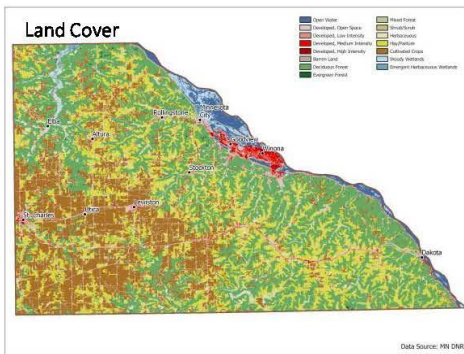 Land Cover
Open Water
Developed, Open Space
Developed, Low Intensity
Developed, Medium Intensity
Developed, High Intensity
Barren Land
Deciduous Forest
Evergreen Forest
Mixed Forest
Shrub/Scrub
Herbaceous
Hay/Pasture
Cultivated Crops
Woody Wetlands
Emergent Herbaceous Wetlands
Minnesota
City
Rollingstone
Elba
Altura
Goodview
Winona
Stockton
Lewiston
Utica
St. Charles
Dakota
Data Source: MN DNR